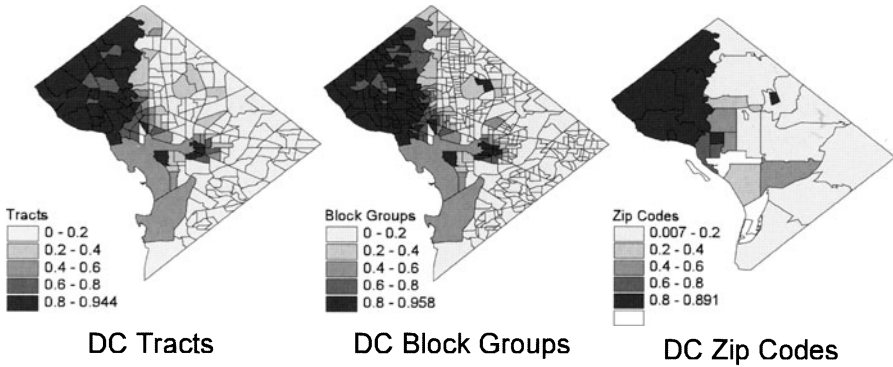 Tracts
0 - 0.2
0.2 - 0.4
0.4 - 0.6
0.6 - 0.8
0.8 - 0.944
DC Tracts
Block Groups
0 - 0.2
0.2 - 0.4
0.4 - 0.6
0.6 - 0.8
0.8 - 0.958
DC Block Groups
Zip Codes
0.007 - 0.2
0.2 - 0.4
0.4 - 0.6
0.6 - 0.8
0.8 - 0.891
DC Zip Codes